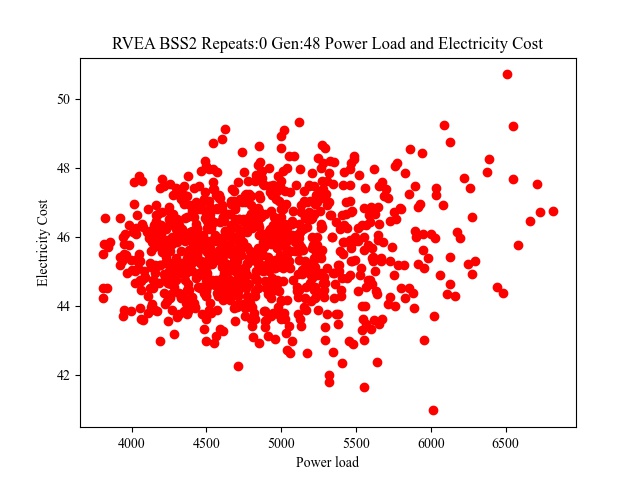 RVEA BSS2 Repeats:0 Gen:48 Power Load and Electricity Cost
50
48
46
44
42
Electricity Cost
4000 4500 5000 5500 6000 6500
Power load